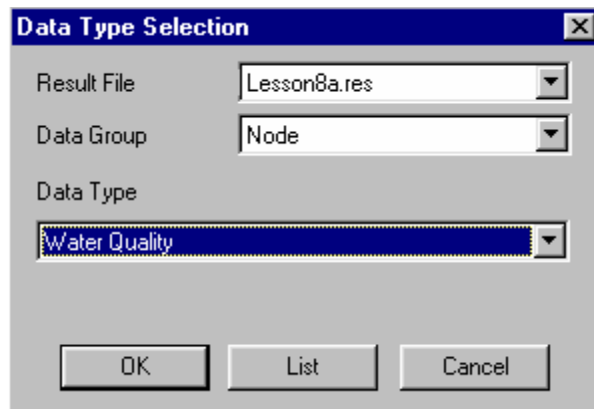 Data Type Selection
Result File Lesson8a.res
Data Group Node
Data Type
Water Quality
OK List Cancel